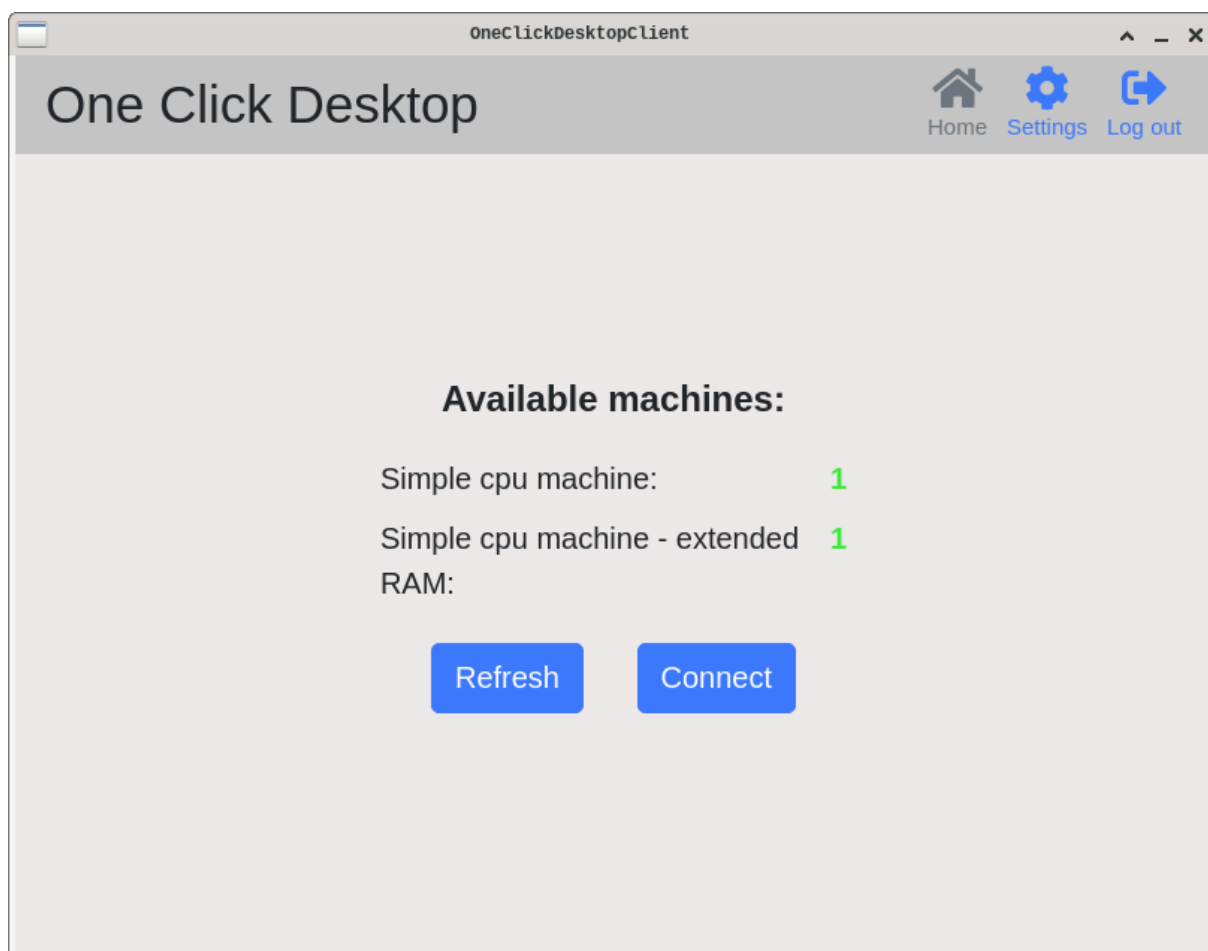 OneClickDesktopClient
One Click Desktop
Home Settings Log out
Available machines:
Simple cpu machine: 1
Simple cpu machine - extended 1
RAM:
Refresh Connect